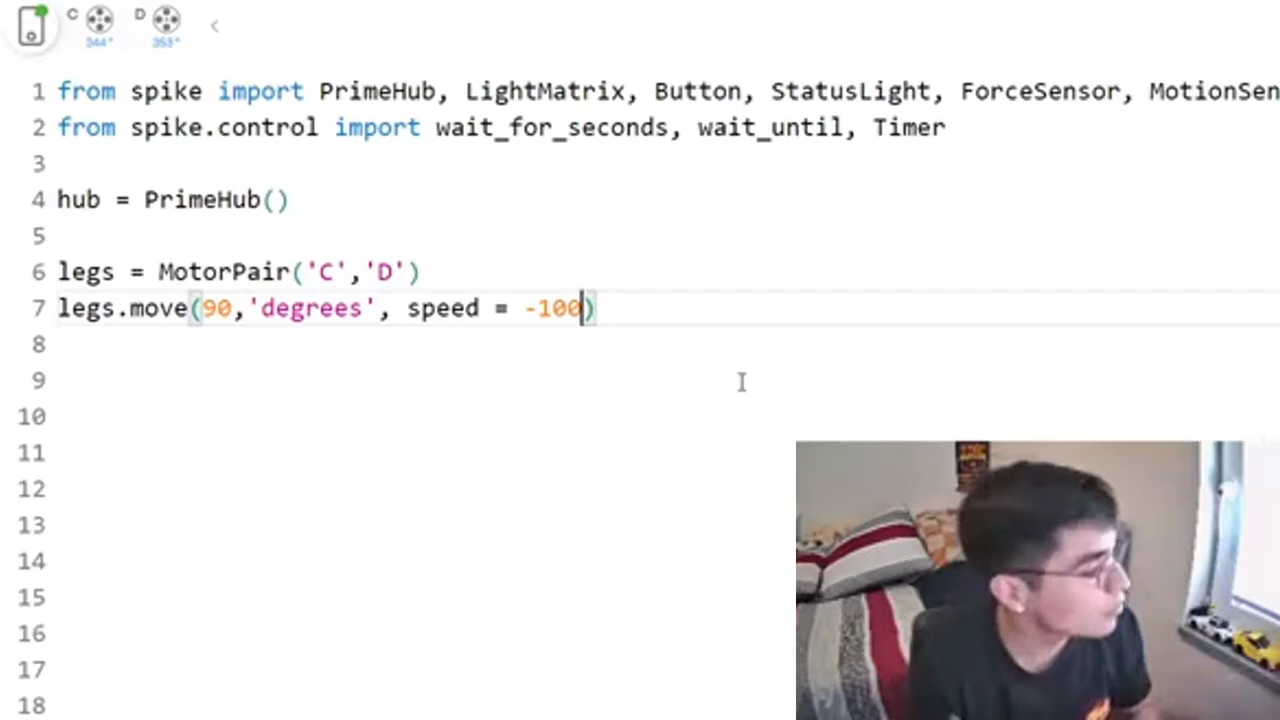 C D
344° 353°
1 from spike import PrimeHub, LightMatrix, Button, StatusLight, ForceSensor, MotionSen
2 from spike.control import wait_for_seconds, wait_until, Timer
3
4 hub = PrimeHub()
5
6 legs = MotorPair('C','D')
7 legs.move(90,'degrees', speed = -100)
8
9
10
11
12
13
14
15
16
17
18